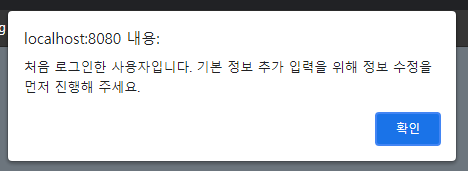 g
localhost:8080 내용:
처음 로그인한 사용자입니다. 기본 정보 추가 입력을 위해 정보 수정을
먼저 진행해 주세요.
확인